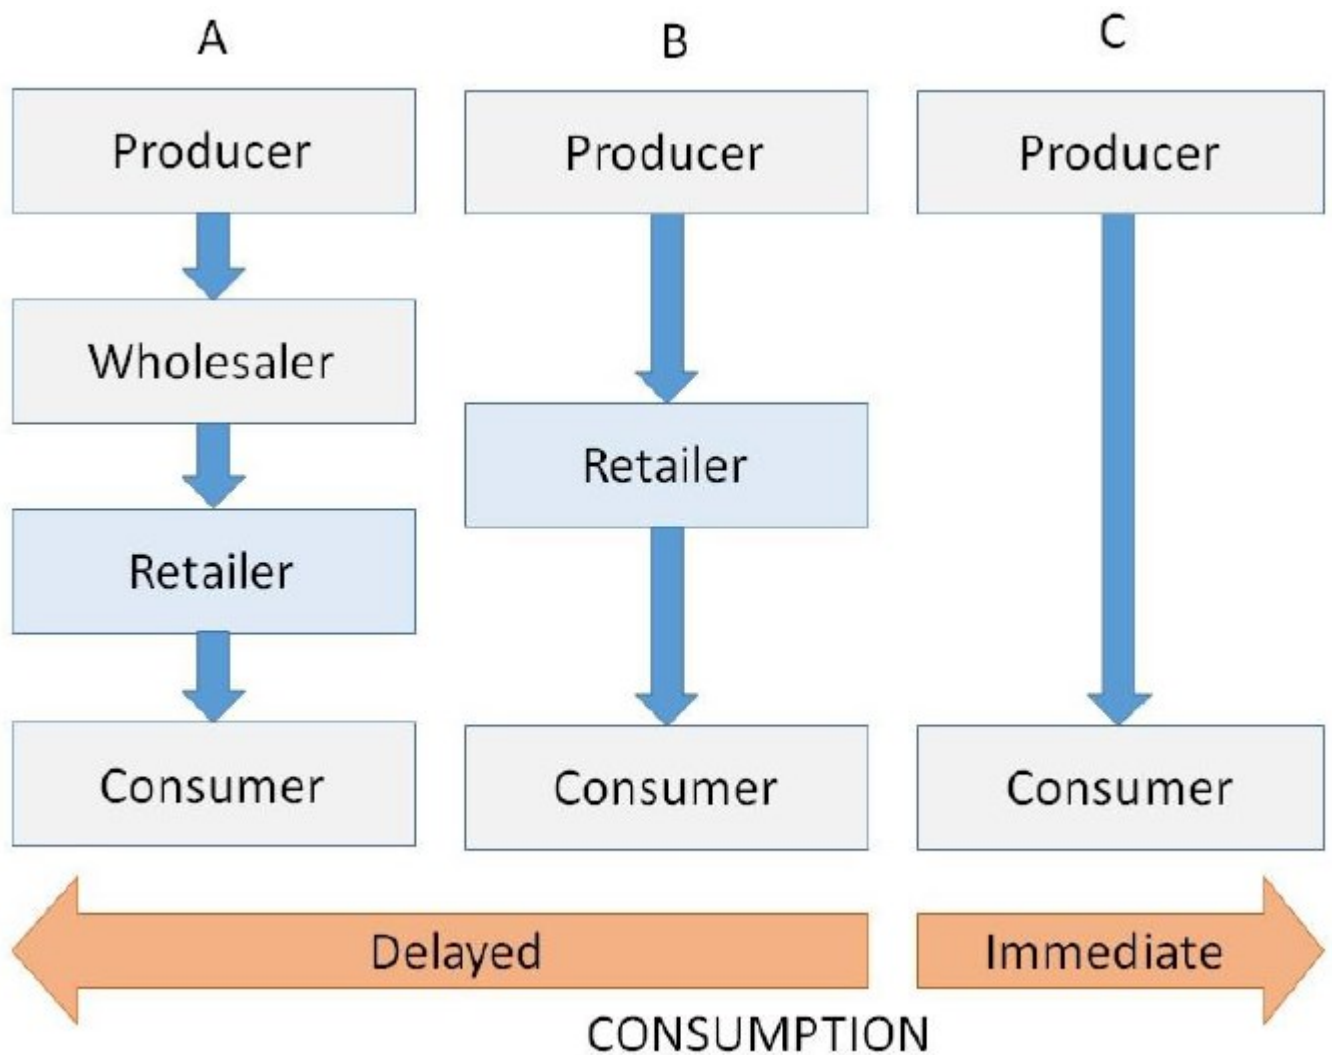 A
B
C
Producer
Producer
Producer
Wholesaler
Retailer
Retailer
Consumer
Consumer
Consumer
Delayed
Immediate
CONSUMPTION